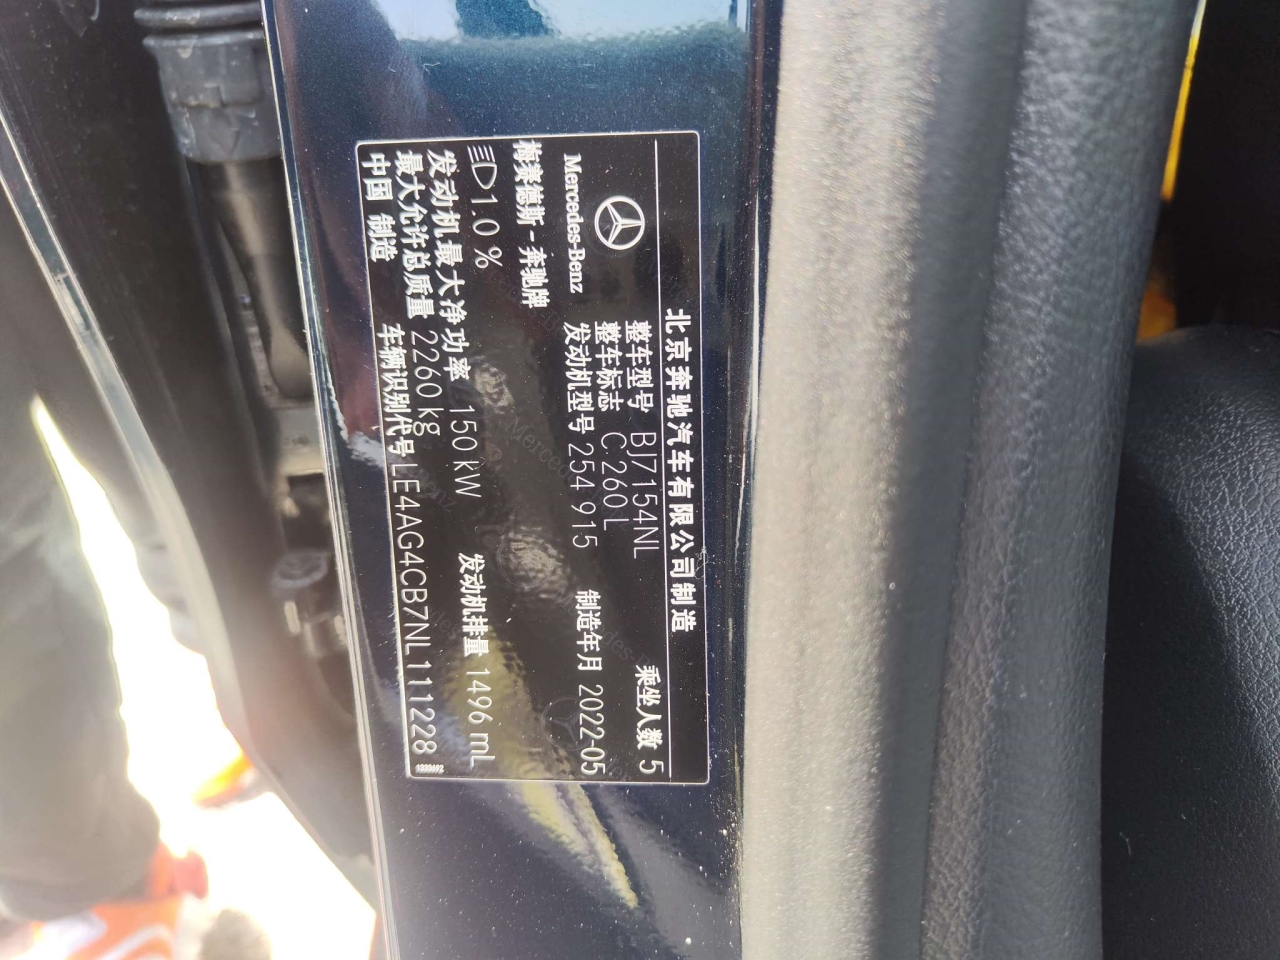 北京奔驰汽车有限公司制造
Mercedes-Benz
整车型号 BJ7154NL 乘坐人数 5
整车标志 C 260 L
发动机型号 254 915 制造年月 2022-05
梅赛德斯-奔驰牌
1.0 %
发动机最大净功率 150 kW 发动机排量 1496 mL
最大允许总质量 2260 kg
中国 制造 车辆识别代号 LE4AG4CB7NL111228